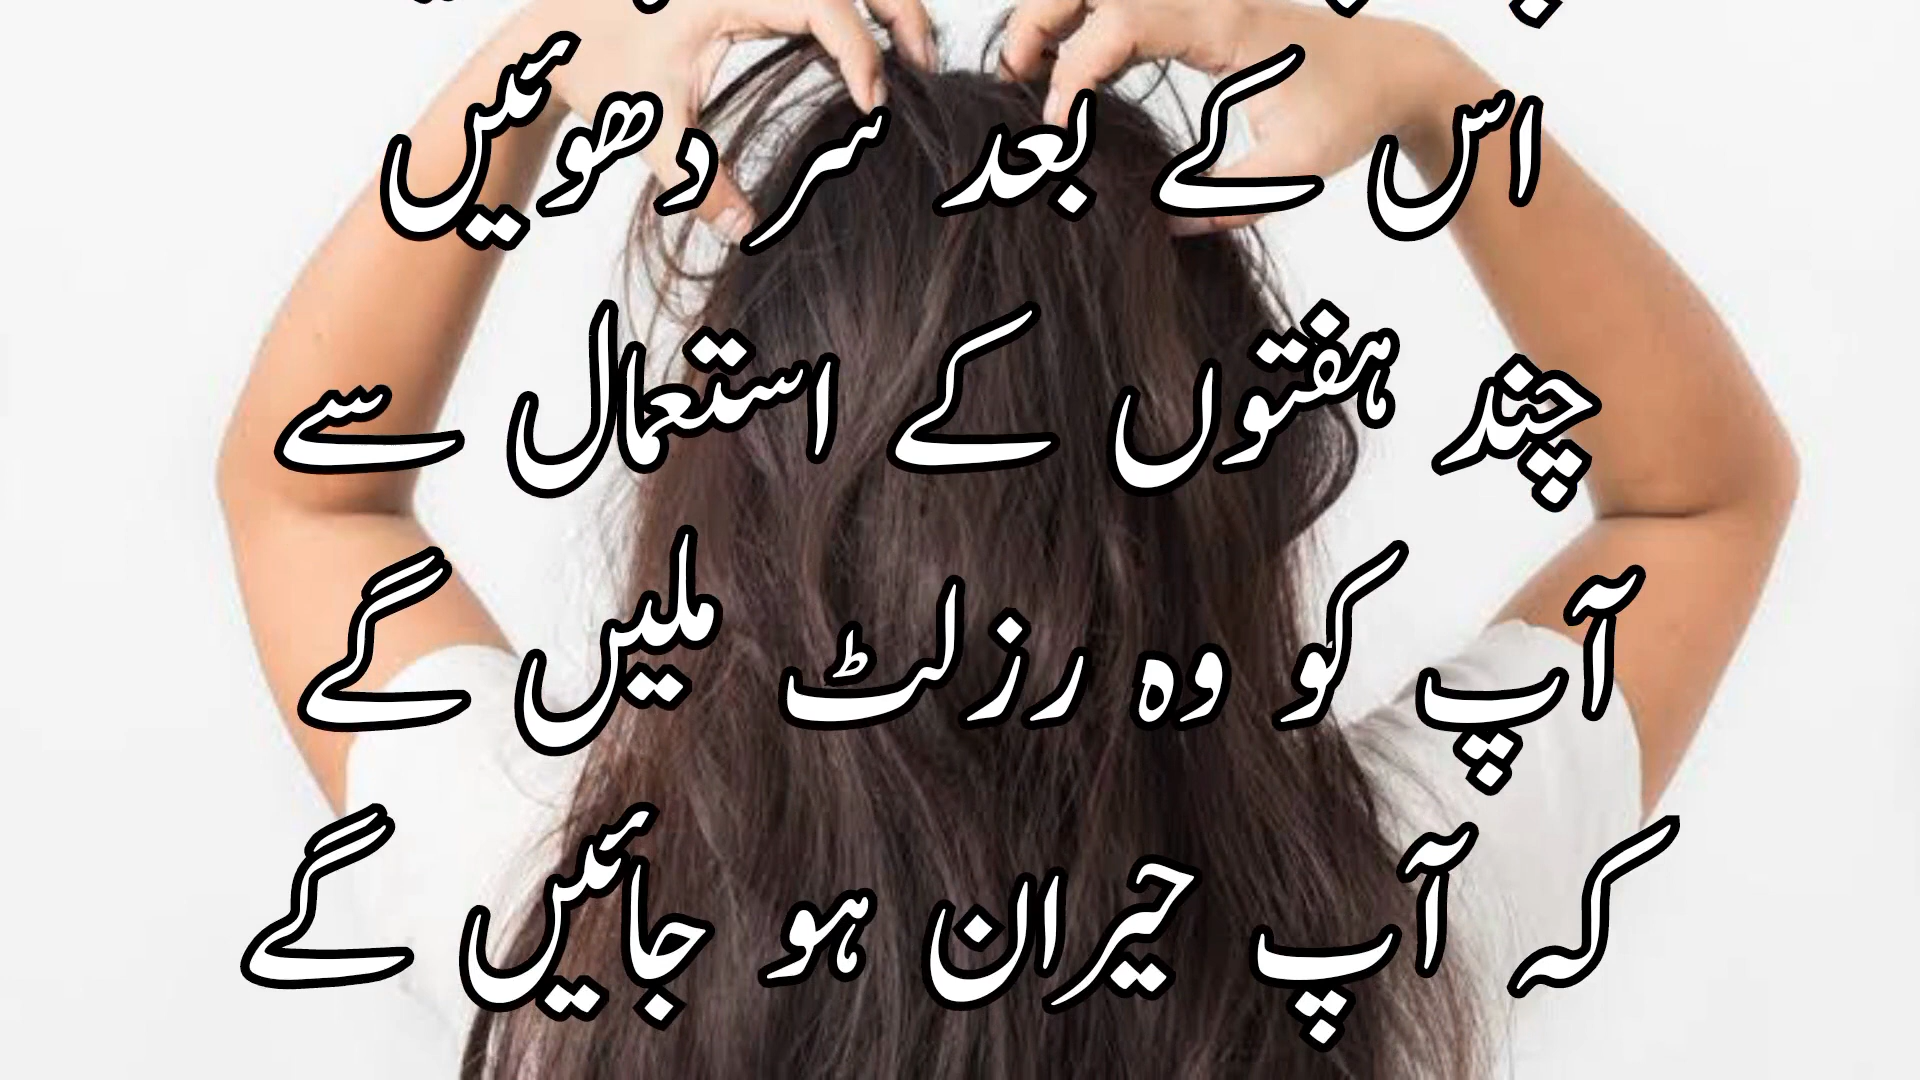 اس کے بعد سر دھوئیں
چند ہفتوں کے استعمال سے
آپ کو وہ رزلٹ ملیں گے
کہ آپ حیران ہو جائیں گے